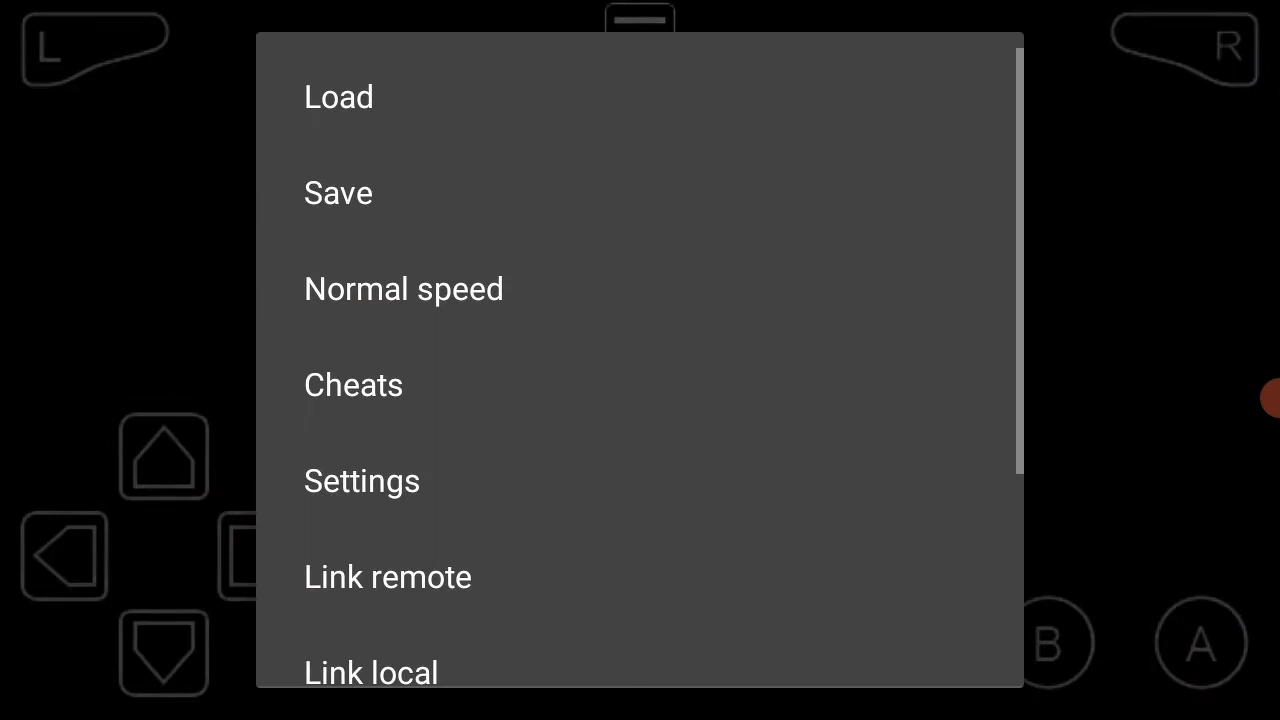 L
R
Load
Save
Normal speed
Cheats
Settings
Link remote
Link local
B
A